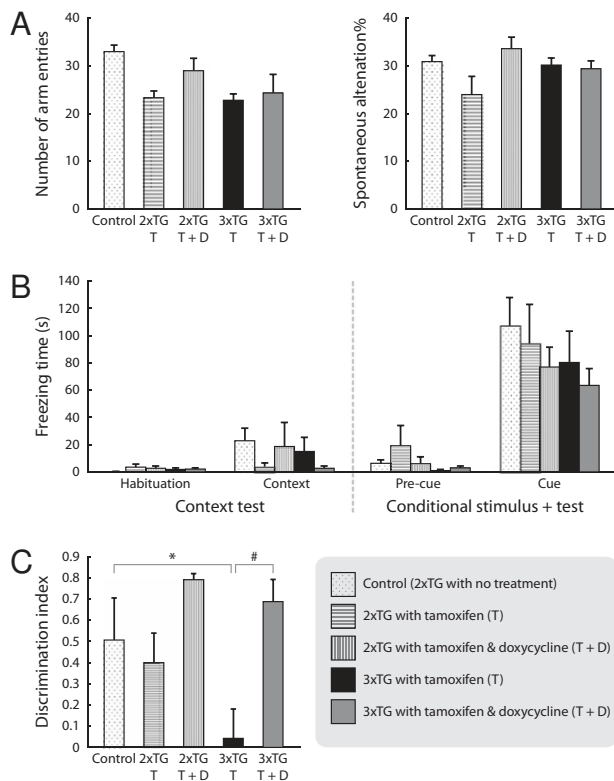 A
Number of arm entries
40
30
20
10
0
Control 2xTG 2xTG 3xTG 3xTG
T T + D T T + D
Spontaneous altenation%
40
30
20
10
0
Control 2xTG 2xTG 3xTG 3xTG
T T + D T T + D
B
Freezing time (s)
140
120
100
80
60
40
20
0
Habituation Context Pre-cue Cue
Context test Conditional stimulus + test
C
Discrimination index
0.9
0.8
0.7
0.6
0.5
0.4
0.3
0.2
0.1
0
* #
Control 2xTG 2xTG 3xTG 3xTG
T T + D T T + D
Control (2xTG with no treatment)
2xTG with tamoxifen (T)
2xTG with tamoxifen & doxycycline (T + D)
3xTG with tamoxifen (T)
3xTG with tamoxifen & doxycycline (T + D)